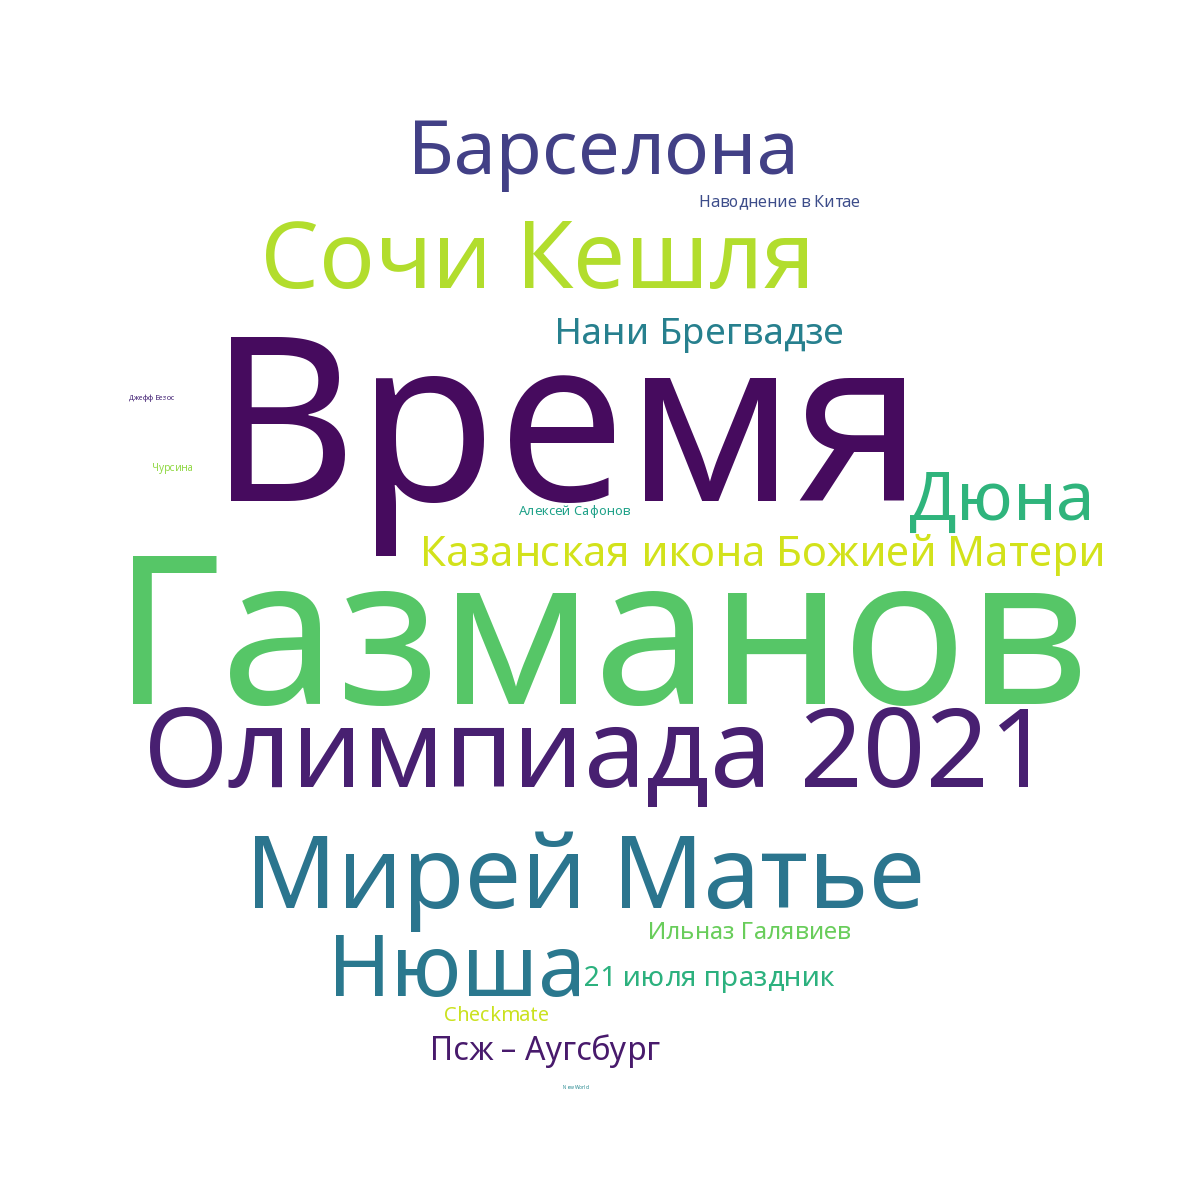 Барселона
Наводнение в Китае
Сочи Кешля
Нани Брегвадзе
Время
Джефф Безос
Чурсина
Дюна
Алексей Сафонов
Казанская икона Божией Матери
Газманов
Олимпиада 2021
Мирей Матье
Ильназ Галявиев
Нюша
21 июля праздник
Checkmate
Псж – Аугсбург
New World